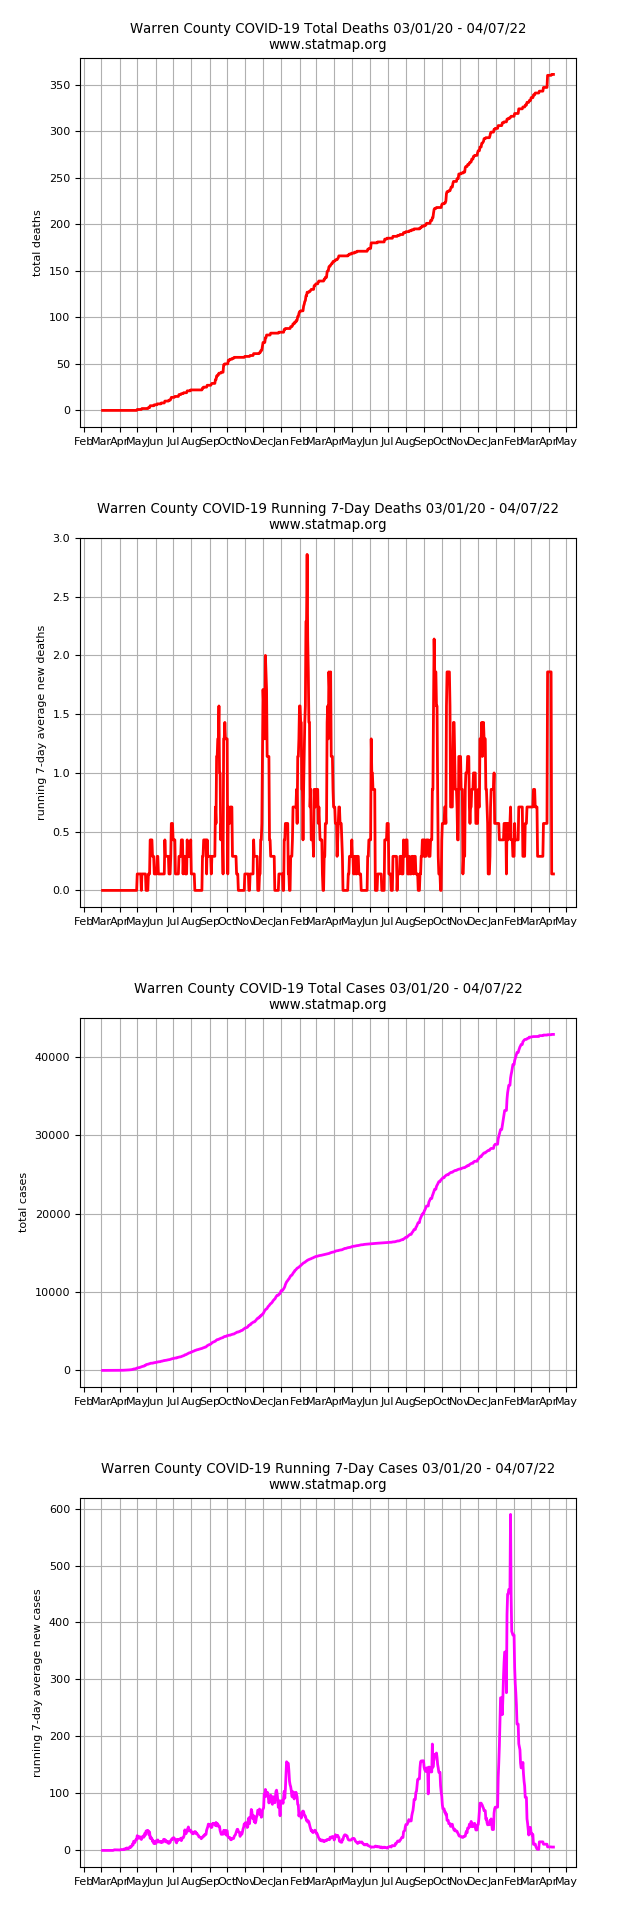 Warren County COVID-19 Total Deaths 03/01/20 - 04/07/22
www.statmap.org
350
300
250
200
150
100
50
0
total deaths
Feb Mar Apr May Jun Jul Aug Sep Oct Nov Dec Jan Feb Mar Apr May Jun Jul Aug Sep Oct Nov Dec Jan Feb Mar Apr May
Warren County COVID-19 Running 7-Day Deaths 03/01/20 - 04/07/22
www.statmap.org
3.0
2.5
2.0
1.5
1.0
0.5
0.0
running 7-day average new deaths
Feb Mar Apr May Jun Jul Aug Sep Oct Nov Dec Jan Feb Mar Apr May Jun Jul Aug Sep Oct Nov Dec Jan Feb Mar Apr May
Warren County COVID-19 Total Cases 03/01/20 - 04/07/22
www.statmap.org
40000
30000
20000
10000
0
total cases
Feb Mar Apr May Jun Jul Aug Sep Oct Nov Dec Jan Feb Mar Apr May Jun Jul Aug Sep Oct Nov Dec Jan Feb Mar Apr May
Warren County COVID-19 Running 7-Day Cases 03/01/20 - 04/07/22
www.statmap.org
600
500
400
300
200
100
0
running 7-day average new cases
Feb Mar Apr May Jun Jul Aug Sep Oct Nov Dec Jan Feb Mar Apr May Jun Jul Aug Sep Oct Nov Dec Jan Feb Mar Apr May